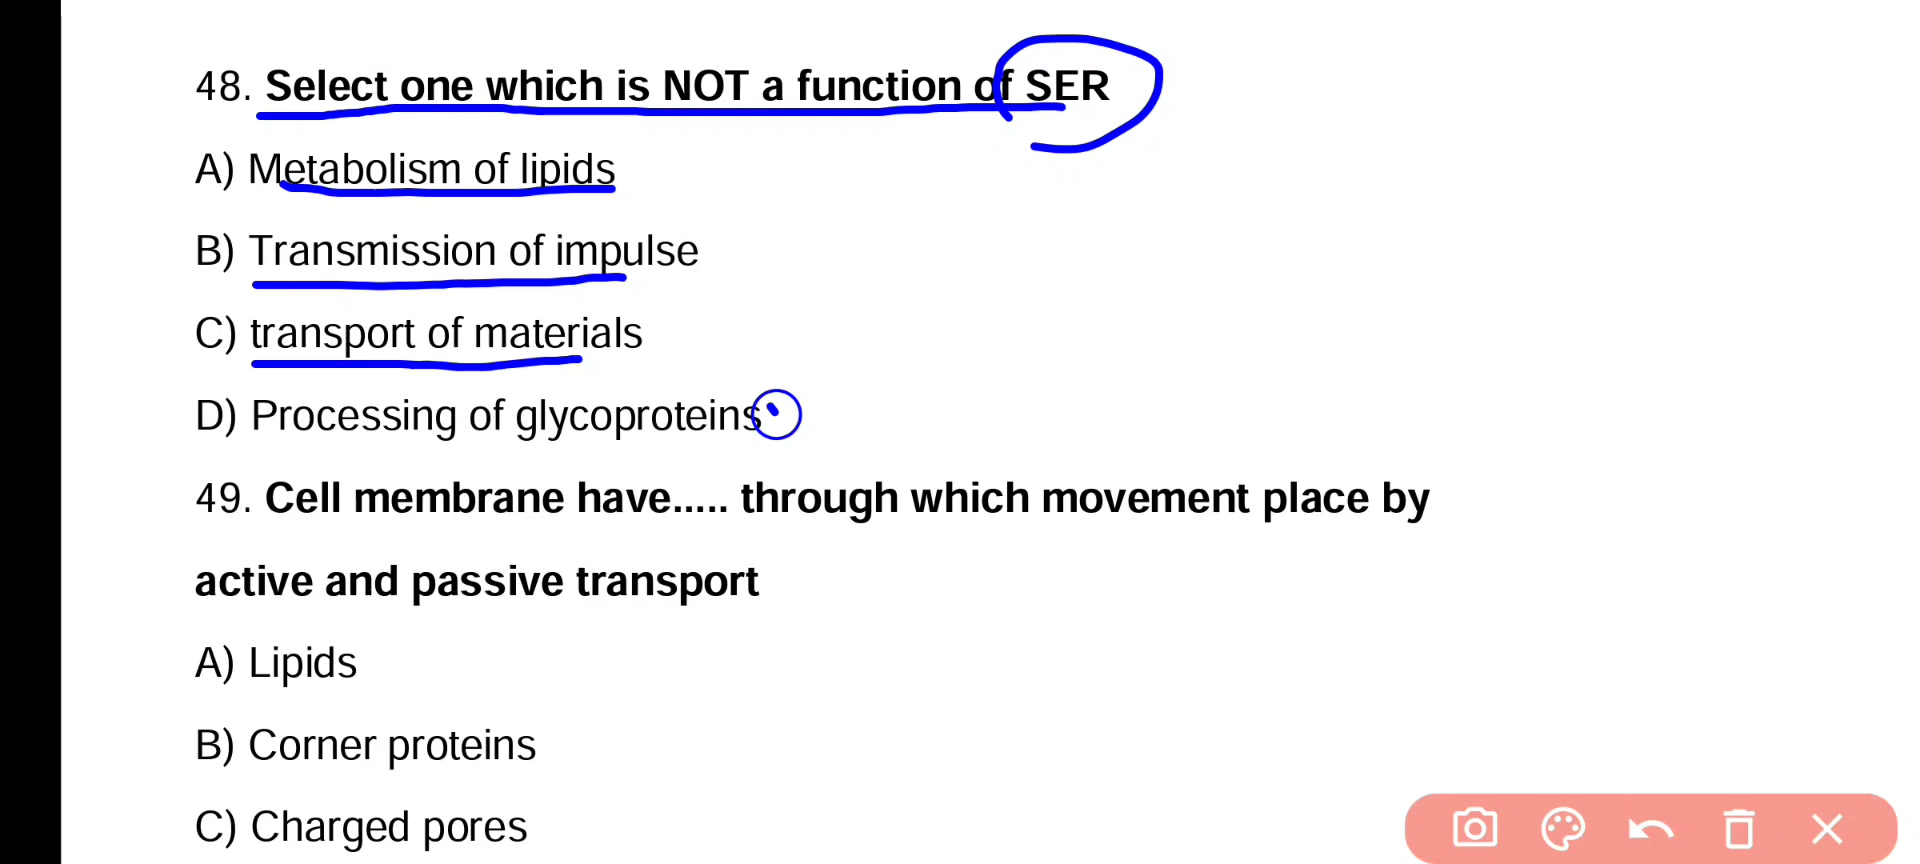 48. Select one which is NOT a function of SER
A) Metabolism of lipids
B) Transmission of impulse
C) transport of materials
D) Processing of glycoproteins
49. Cell membrane have..... through which movement place by
active and passive transport
A) Lipids
B) Corner proteins
C) Charged pores